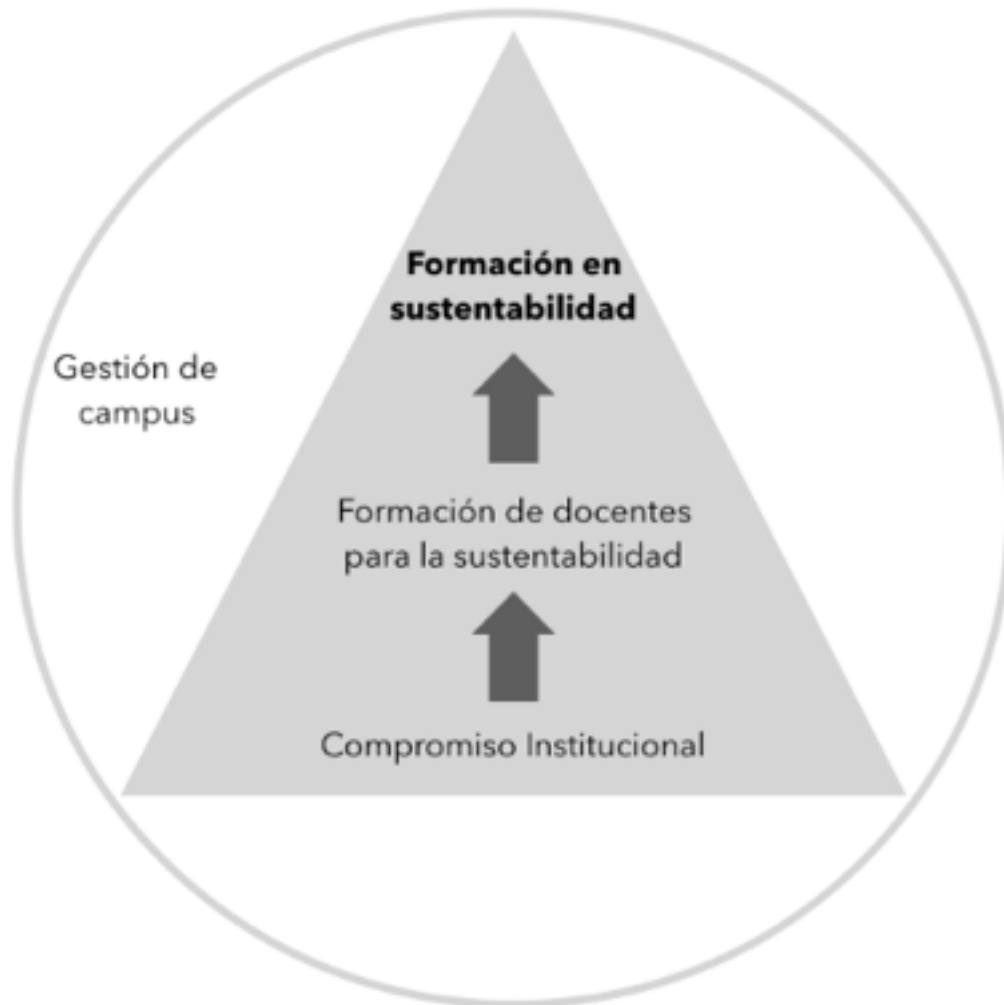 Formación en
sustentabilidad
Gestión de
campus
Formación de docentes
para la sustentabilidad
Compromiso Institucional